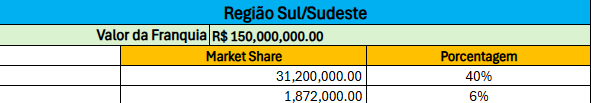 Região Sul/Sudeste
Valor da Franquia R$ 150,000,000.00
Market Share Porcentagem
31,200,000.00 40%
1,872,000.00 6%